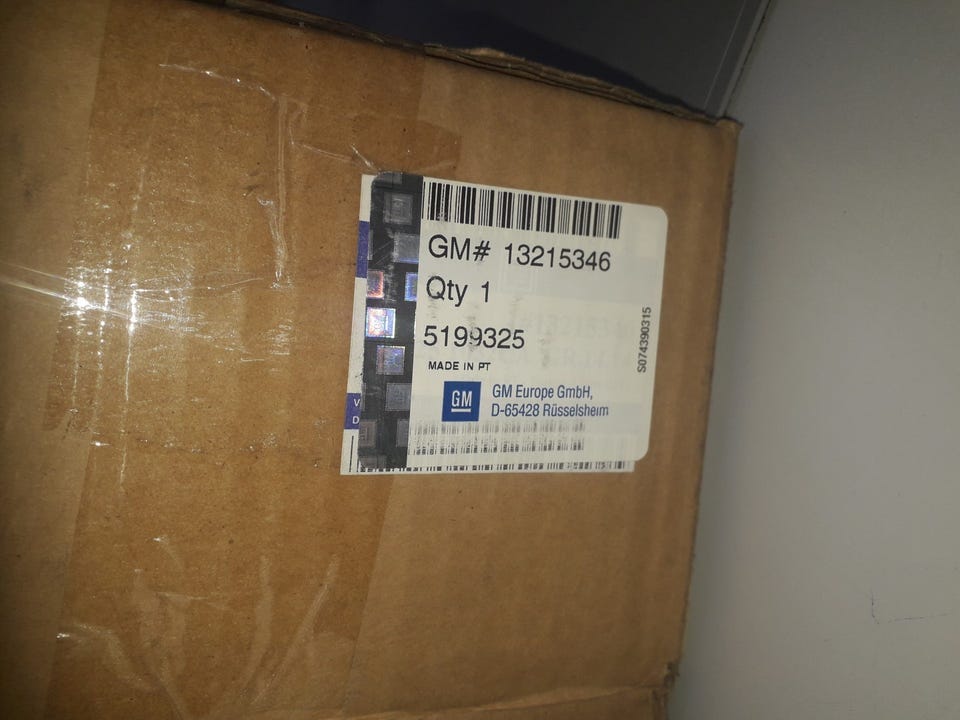 GM# 13215346
Qty 1
5199325
MADE IN PT
GM
GM Europe GmbH,
D-65428 Rüsselsheim
S074390315
V
D